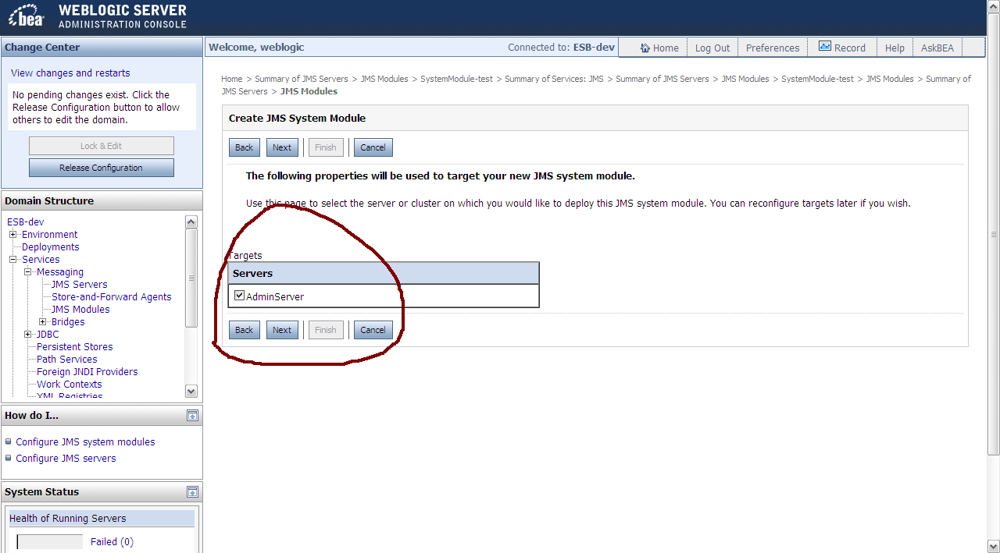 bea
WEBLOGIC SERVER
ADMINISTRATION CONSOLE
Change Center
View changes and restarts
No pending changes exist. Click the
Release Configuration button to allow
others to edit the domain.
Lock & Edit
Release Configuration
Domain Structure
ESB-dev
Environment
Deployments
Services
Messaging
JMS Servers
Store-and-Forward Agents
JMS Modules
Bridges
JDBC
Persistent Stores
Path Services
Foreign JNDI Providers
Work Contexts
XML Registries
How do I...
Configure JMS system modules
Configure JMS servers
System Status
Health of Running Servers
Failed (0)
Welcome, weblogic
Connected to: ESB-dev
Home
Log Out
Preferences
Record
Help
AskBEA
Home > Summary of JMS Servers > JMS Modules > SystemModule-test > Summary of Services: JMS > Summary of JMS Servers > JMS Modules > SystemModule-test > JMS Modules > Summary of
JMS Servers > JMS Modules
Create JMS System Module
Back Next Finish Cancel
The following properties will be used to target your new JMS system module.
Use this page to select the server or cluster on which you would like to deploy this JMS system module. You can reconfigure targets later if you wish.
Targets
Servers
AdminServer
Back Next Finish Cancel